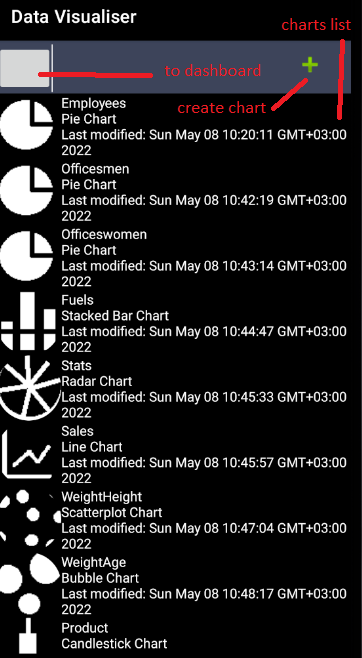 Data Visualiser
charts list
to dashboard
create chart
Employees
Pie Chart
Last modified: Sun May 08 10:20:11 GMT+03:00
2022
Officesmen
Pie Chart
Last modified: Sun May 08 10:42:19 GMT+03:00
2022
Officeswomen
Pie Chart
Last modified: Sun May 08 10:43:14 GMT+03:00
2022
Fuels
Stacked Bar Chart
Last modified: Sun May 08 10:44:47 GMT+03:00
2022
Stats
Radar Chart
Last modified: Sun May 08 10:45:33 GMT+03:00
2022
Sales
Line Chart
Last modified: Sun May 08 10:45:57 GMT+03:00
2022
WeightHeight
Scatterplot Chart
Last modified: Sun May 08 10:47:04 GMT+03:00
2022
WeightAge
Bubble Chart
Last modified: Sun May 08 10:48:17 GMT+03:00
2022
Product
Candlestick Chart